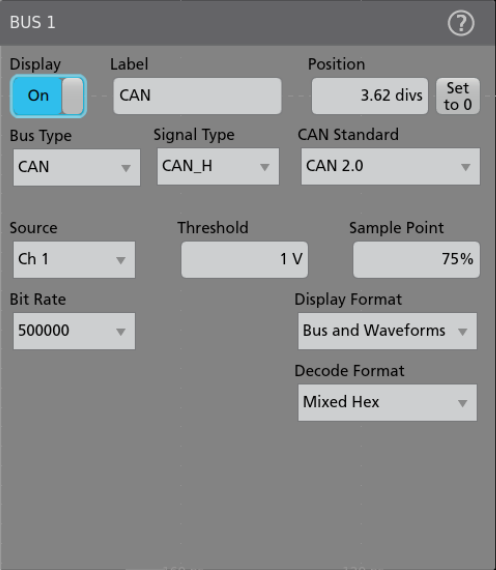 BUS 1
?
Display Label Position
On CAN 3.62 divs Set to 0
Bus Type Signal Type CAN Standard
CAN CAN_H CAN 2.0
Source Threshold Sample Point
Ch 1 1 V 75%
Bit Rate Display Format
500000 Bus and Waveforms
Decode Format
Mixed Hex